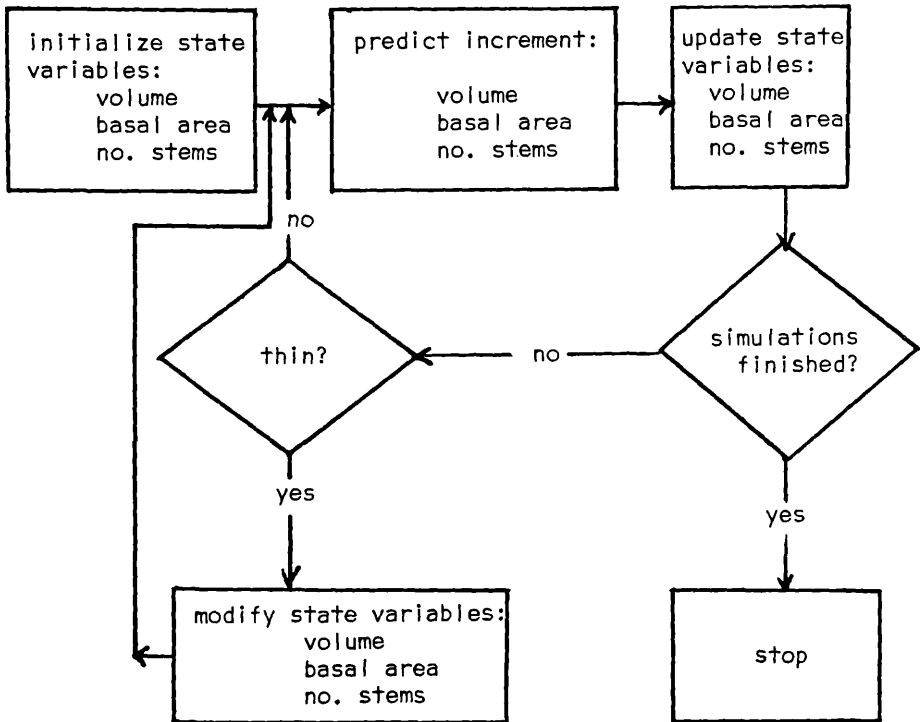 initialize state
variables:
volume
basal area
no. stems
predict increment:
volume
basal area
no. stems
update state
variables:
volume
basal area
no. stems
no
thin?
no
simulations
finished?
yes
yes
modify state variables:
volume
basal area
no. stems
stop